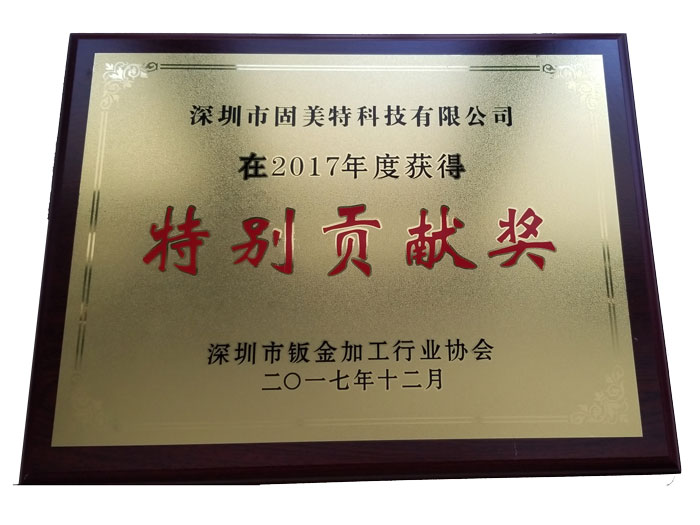 深圳市固美特科技有限公司
在2017年度获得
特别贡献奖
深圳市钣金加工行业协会
二〇一七年十二月